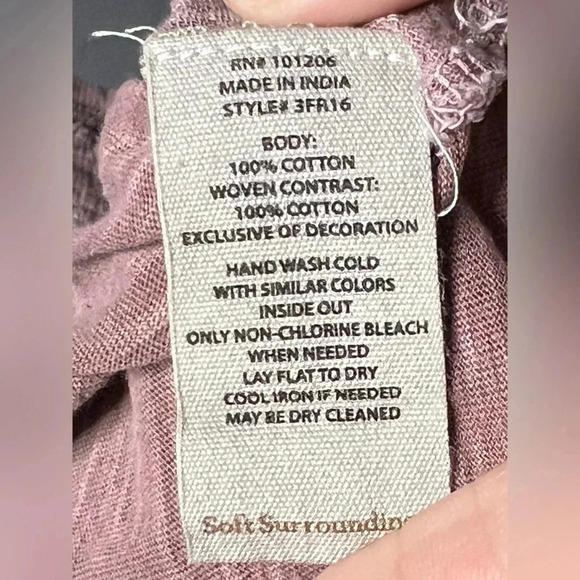 RN# 101206
MADE IN INDIA
STYLE# 3FR16
BODY:
100% COTTON
WOVEN CONTRAST:
100% COTTON
EXCLUSIVE OF DECORATION
HAND WASH COLD
WITH SIMILAR COLORS
INSIDE OUT
ONLY NON-CHLORINE BLEACH
WHEN NEEDED
LAY FLAT TO DRY
COOL IRON IF NEEDED
MAY BE DRY CLEANED
Soft Surroundin